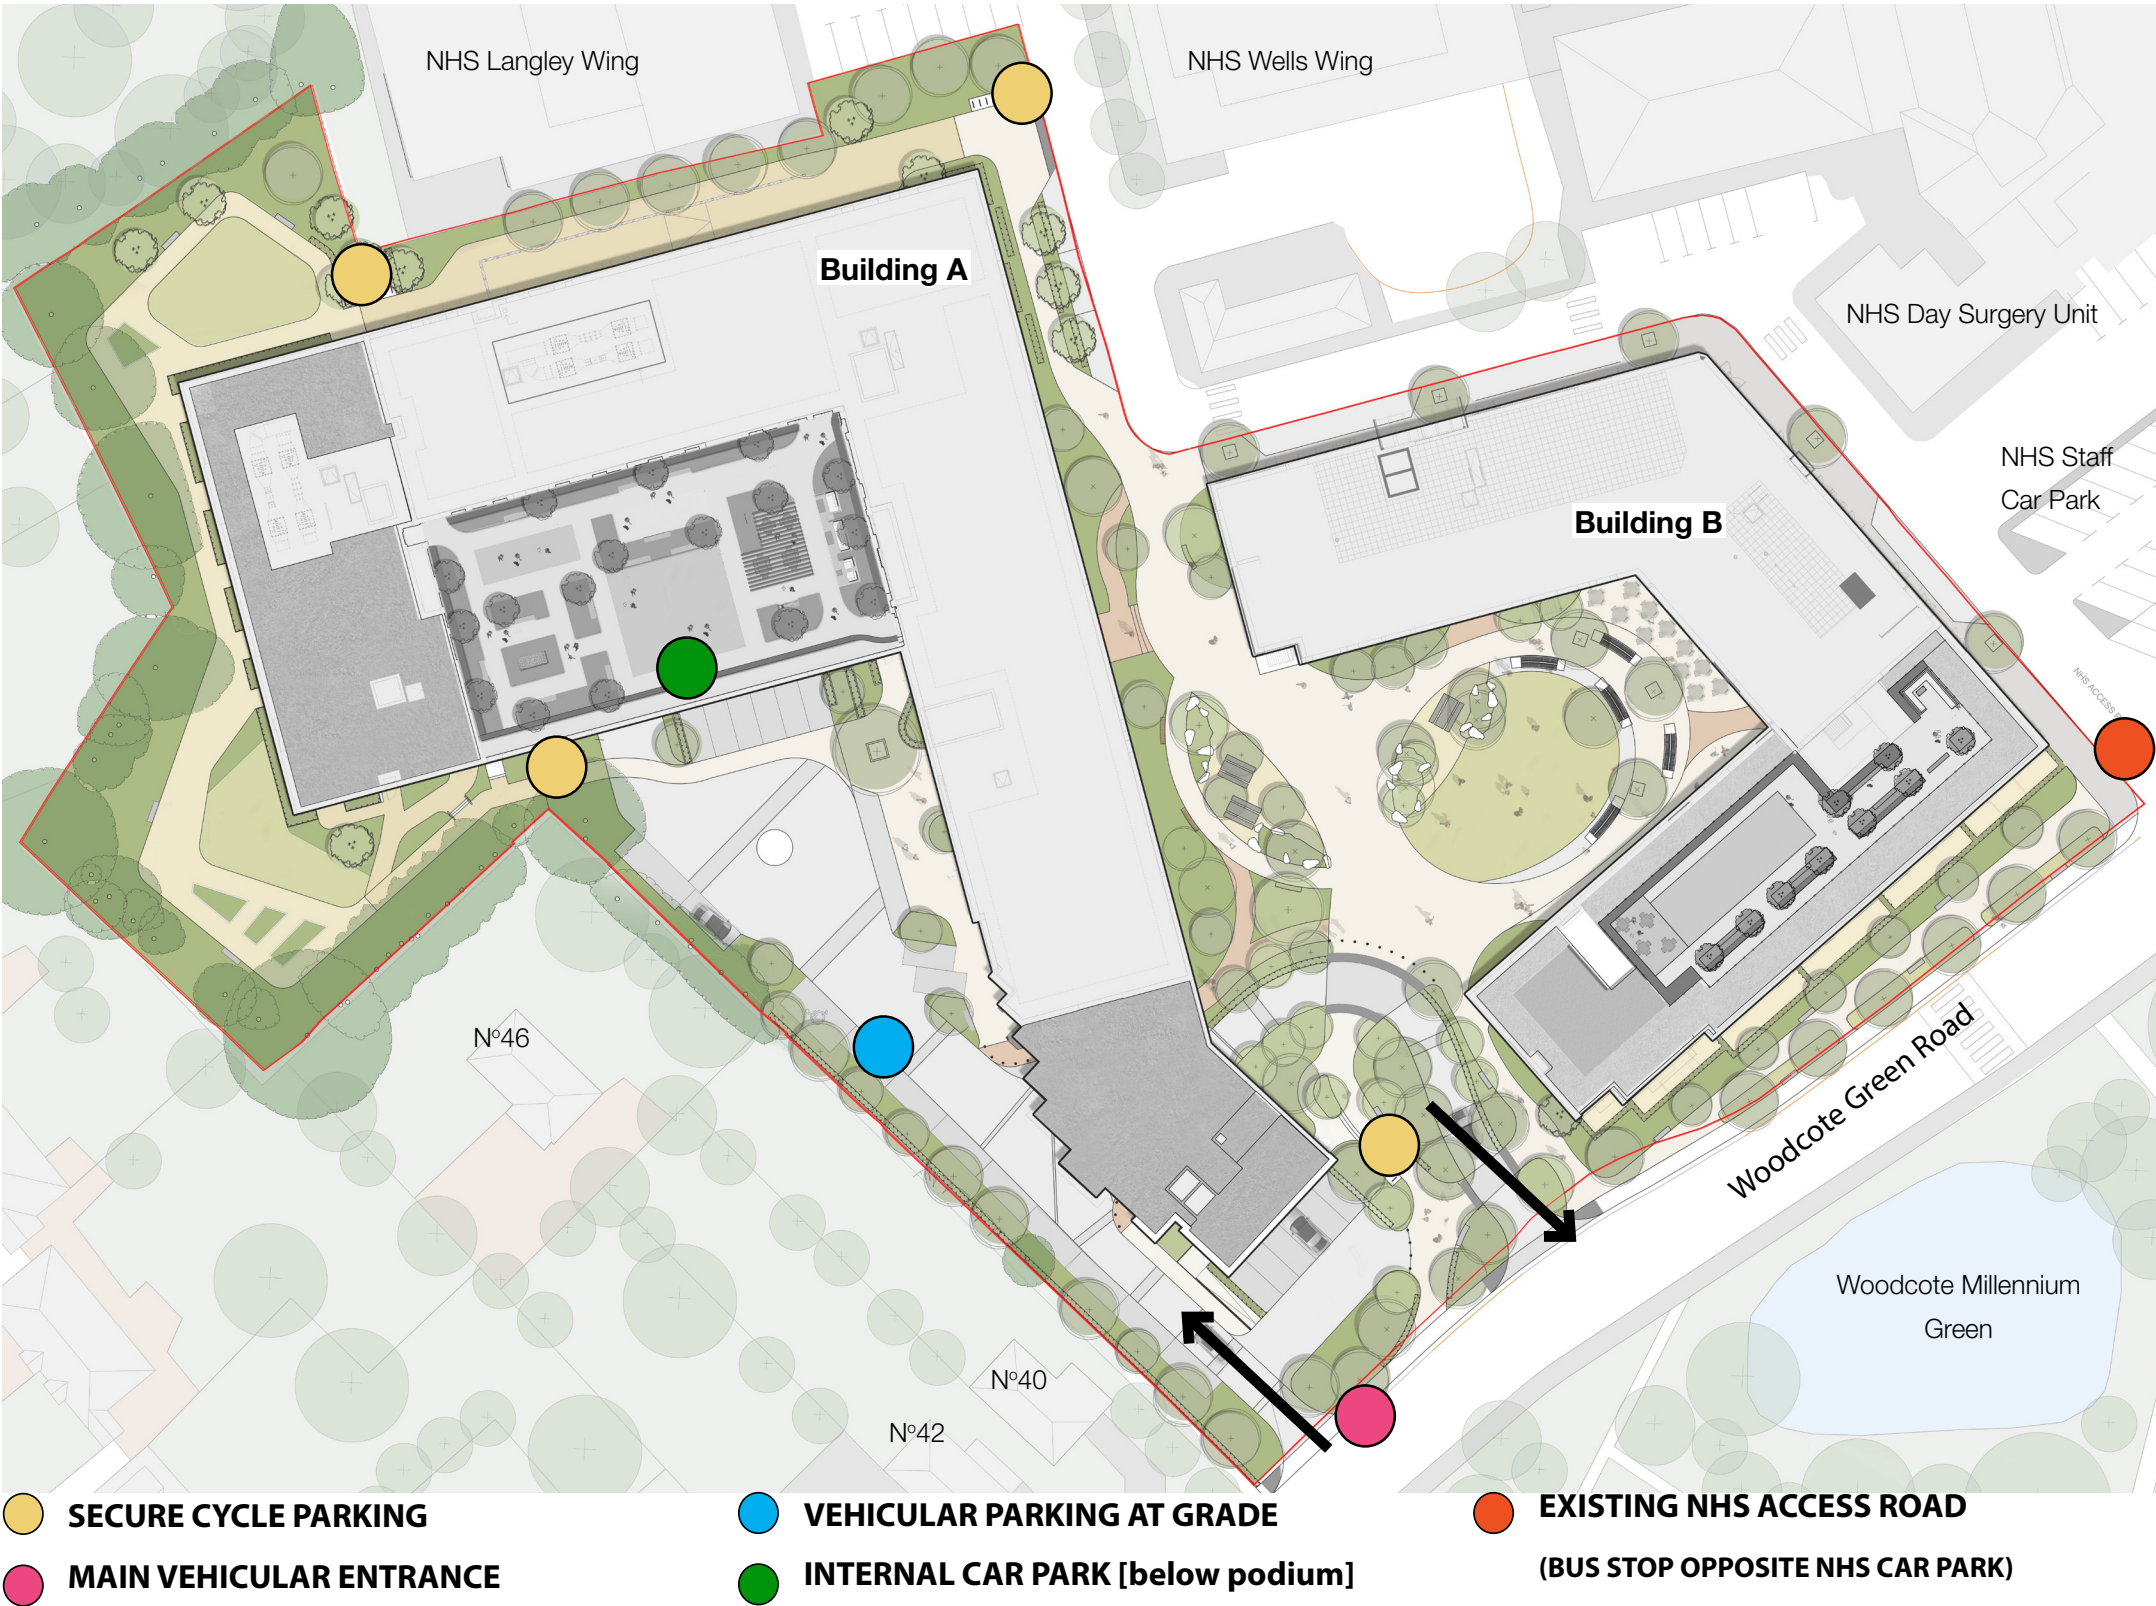 NHS Langley Wing
NHS Wells Wing
Building A
NHS Day Surgery Unit
NHS Staff
Car Park
Building B
NHS ACCESS
Nº46
Woodcote Green Road
Woodcote Millennium
Green
Nº40
Nº42
SECURE CYCLE PARKING
VEHICULAR PARKING AT GRADE
EXISTING NHS ACCESS ROAD
MAIN VEHICULAR ENTRANCE
INTERNAL CAR PARK [below podium]
(BUS STOP OPPOSITE NHS CAR PARK)